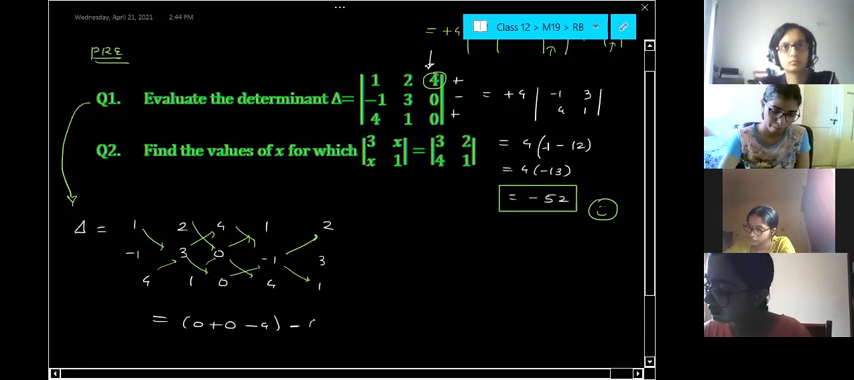 Wednesday, April 21, 2021 2:44 PM
Class 12 > M19 > RB
= +4
PRE
Q1. Evaluate the determinant Δ= | 1 2 4 | +
| −1 3 0 | -
| 4 1 0 | +
Q2. Find the values of x for which | 3 x | = | 3 2 |
| x 1 | | 4 1 |
= +4 | -1 3 |
| 4 1 |
= 4 (-1 - 12)
= 4 (-13)
= - 52
Δ = 1 2 4 1 2
-1 3 0 -1 3
4 1 0 4 1
= (0 + 0 - 4) - (